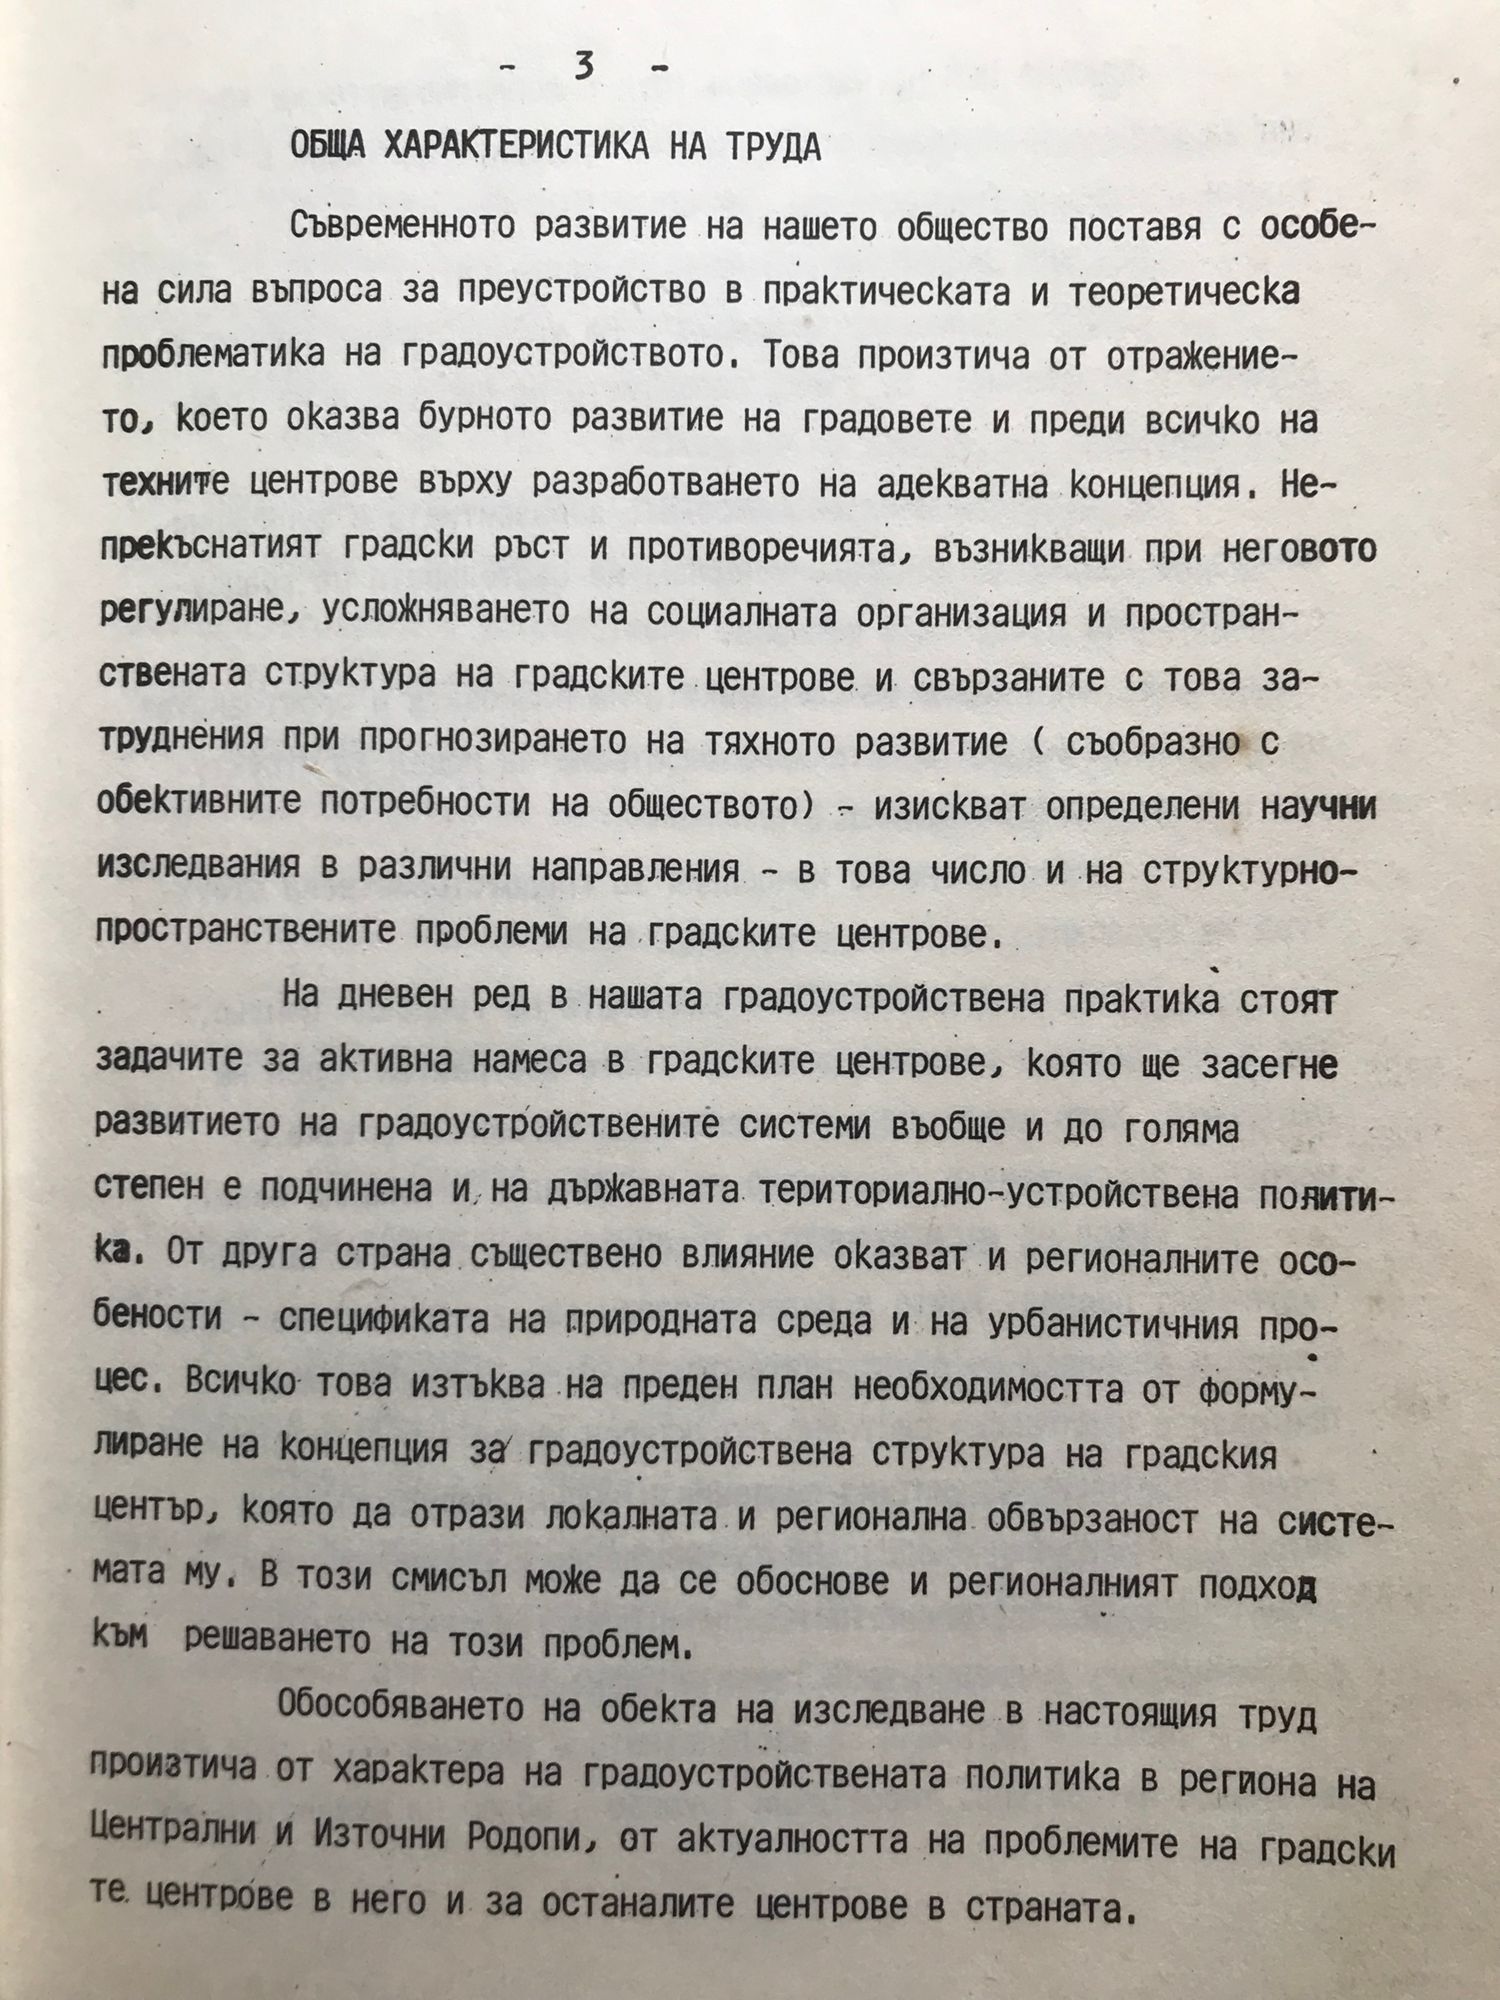 - 3 -
ОБЩА ХАРАКТЕРИСТИКА НА ТРУДА
Съвременното развитие на нашето общество поставя с особе-
на сила въпроса за преустройство в практическата и теоретическа
проблематика на градоустройството. Това произтича от отражение-
то, което оказва бурното развитие на градовете и преди всичко на
техните центрове върху разработването на адекватна концепция. Не-
прекъснатият градски ръст и противоречията, възникващи при неговото
регулиране, усложняването на социалната организация и простран-
ствената структура на градските центрове и свързаните с това за-
труднения при прогнозирането на тяхното развитие ( съобразно с
обективните потребности на обществото) - изискват определени научни
изследвания в различни направления - в това число и на структурно-
пространствените проблеми на градските центрове.
На дневен ред в нашата градоустройствена практика стоят
задачите за активна намеса в градските центрове, която ще засегне
развитието на градоустройствените системи въобще и до голяма
степен е подчинена и на държавната териториално-устройствена полити-
ка. От друга страна съществено влияние оказват и регионалните осо-
бености - спецификата на природната среда и на урбанистичния про-
цес. Всичко това изтъква на преден план необходимостта от форму-
лиране на концепция за градоустройствена структура на градския
център, която да отрази локалната и регионална обвързаност на систе-
мата му. В този смисъл може да се обоснове и регионалният подход
към решаването на този проблем.
Обособяването на обекта на изследване в настоящия труд
произтича от характера на градоустройствената политика в региона на
Централни и Източни Родопи, от актуалността на проблемите на градски
те центрове в него и за останалите центрове в страната.